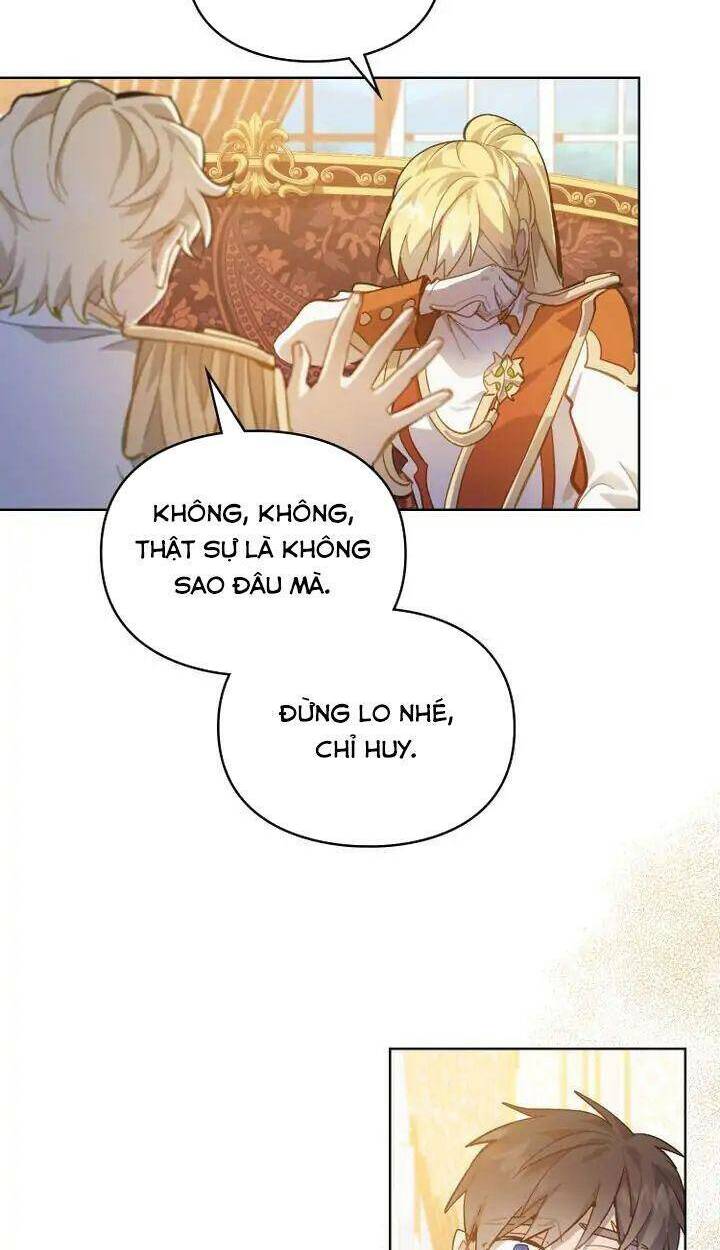 KHÔNG, KHÔNG,
THẬT SỰ LÀ KHÔNG
SAO ĐÂU MÀ.
ĐỪNG LO NHÉ,
CHỈ HUY.